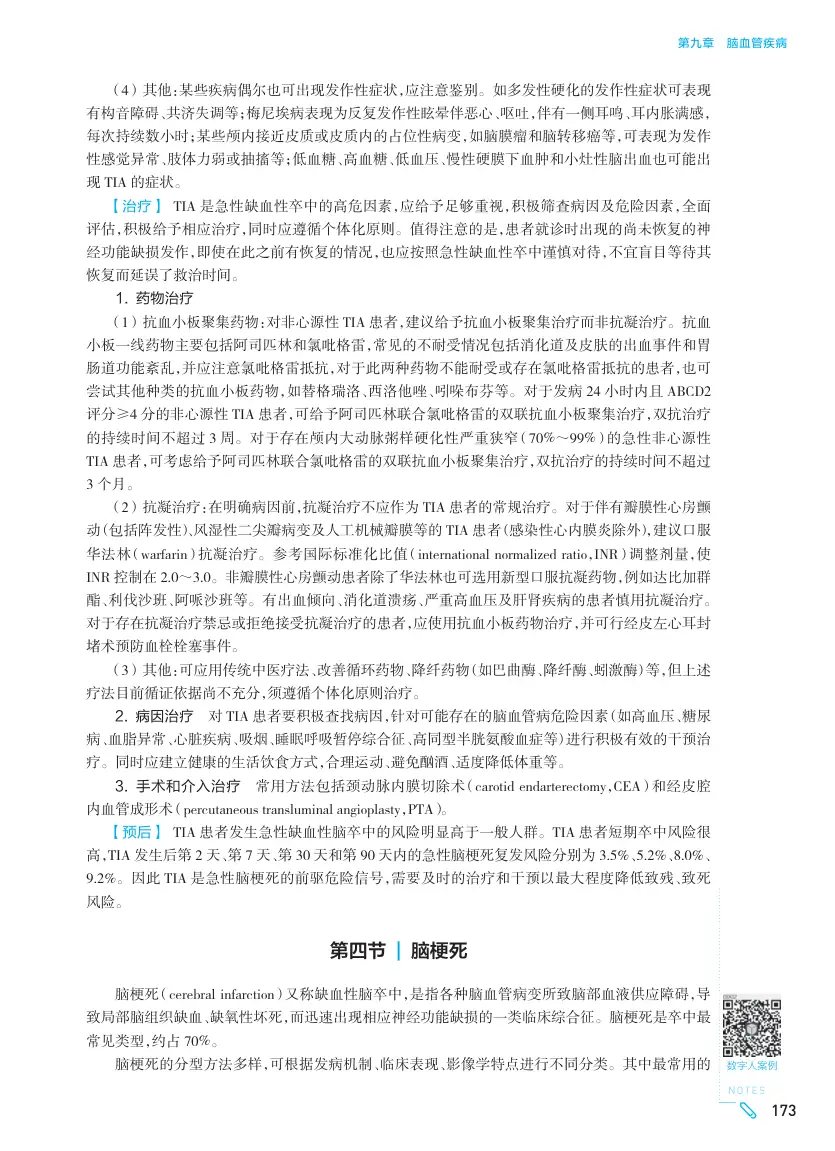 第九章 脑血管疾病
（4）其他：某些疾病偶尔也可出现发作性症状，应注意鉴别。如多发性硬化的发作性症状可表现
有构音障碍、共济失调等；梅尼埃病表现为反复发作性眩晕伴恶心、呕吐，伴有一侧耳鸣、耳内胀满感，
每次持续数小时；某些颅内接近皮质或皮质内的占位性病变，如脑膜瘤和脑转移癌等，可表现为发作
性感觉异常、肢体力弱或抽搐等；低血糖、高血糖、低血压、慢性硬膜下血肿和小灶性脑出血也可能出
现 TIA 的症状。
【治疗】 TIA 是急性缺血性卒中的高危因素，应给予足够重视，积极筛查病因及危险因素，全面
评估，积极给予相应治疗，同时应遵循个体化原则。值得注意的是，患者就诊时出现的尚未恢复的神
经功能缺损发作，即使在此之前有恢复的情况，也应按照急性缺血性卒中谨慎对待，不宜盲目等待其
恢复而延误了救治时间。
1. 药物治疗
（1）抗血小板聚集药物：对非心源性 TIA 患者，建议给予抗血小板聚集治疗而非抗凝治疗。抗血
小板一线药物主要包括阿司匹林和氯吡格雷，常见的不耐受情况包括消化道及皮肤的出血事件和胃
肠道功能紊乱，并应注意氯吡格雷抵抗，对于此两种药物不能耐受或存在氯吡格雷抵抗的患者，也可
尝试其他种类的抗血小板药物，如替格瑞洛、西洛他唑、吲哚布芬等。对于发病 24 小时内且 ABCD2
评分≥4 分的非心源性 TIA 患者，可给予阿司匹林联合氯吡格雷的双联抗血小板聚集治疗，双抗治疗
的持续时间不超过 3 周。对于存在颅内大动脉粥样硬化性严重狭窄（70%～99%）的急性非心源性
TIA 患者，可考虑给予阿司匹林联合氯吡格雷的双联抗血小板聚集治疗，双抗治疗的持续时间不超过
3 个月。
（2）抗凝治疗：在明确病因前，抗凝治疗不应作为 TIA 患者的常规治疗。对于伴有瓣膜性心房颤
动（包括阵发性）、风湿性二尖瓣病变及人工机械瓣膜等的 TIA 患者（感染性心内膜炎除外），建议口服
华法林（warfarin）抗凝治疗。参考国际标准化比值（international normalized ratio，INR）调整剂量，使
INR 控制在 2.0～3.0。非瓣膜性心房颤动患者除了华法林也可选用新型口服抗凝药物，例如达比加群
酯、利伐沙班、阿哌沙班等。有出血倾向、消化道溃疡、严重高血压及肝肾疾病的患者慎用抗凝治疗。
对于存在抗凝治疗禁忌或拒绝接受抗凝治疗的患者，应使用抗血小板药物治疗，并可行经皮左心耳封
堵术预防血栓栓塞事件。
（3）其他：可应用传统中医疗法、改善循环药物、降纤药物（如巴曲酶、降纤酶、蚓激酶）等，但上述
疗法目前循证依据尚不充分，须遵循个体化原则治疗。
2. 病因治疗 对 TIA 患者要积极查找病因，针对可能存在的脑血管病危险因素（如高血压、糖尿
病、血脂异常、心脏疾病、吸烟、睡眠呼吸暂停综合征、高同型半胱氨酸血症等）进行积极有效的干预治
疗。同时应建立健康的生活饮食方式，合理运动、避免酗酒、适度降低体重等。
3. 手术和介入治疗 常用方法包括颈动脉内膜切除术（carotid endarterectomy，CEA）和经皮腔
内血管成形术（percutaneous transluminal angioplasty，PTA）。
【预后】 TIA 患者发生急性缺血性脑卒中的风险明显高于一般人群。TIA 患者短期卒中风险很
高，TIA 发生后第 2 天、第 7 天、第 30 天和第 90 天内的急性脑梗死复发风险分别为 3.5%、5.2%、8.0%、
9.2%。因此 TIA 是急性脑梗死的前驱危险信号，需要及时的治疗和干预以最大程度降低致残、致死
风险。
第四节 | 脑梗死
脑梗死（cerebral infarction）又称缺血性脑卒中，是指各种脑血管病变所致脑部血液供应障碍，导
致局部脑组织缺血、缺氧性坏死，而迅速出现相应神经功能缺损的一类临床综合征。脑梗死是卒中最
常见类型，约占 70%。
脑梗死的分型方法多样，可根据发病机制、临床表现、影像学特点进行不同分类。其中最常用的
数字人案例
NOTES
173